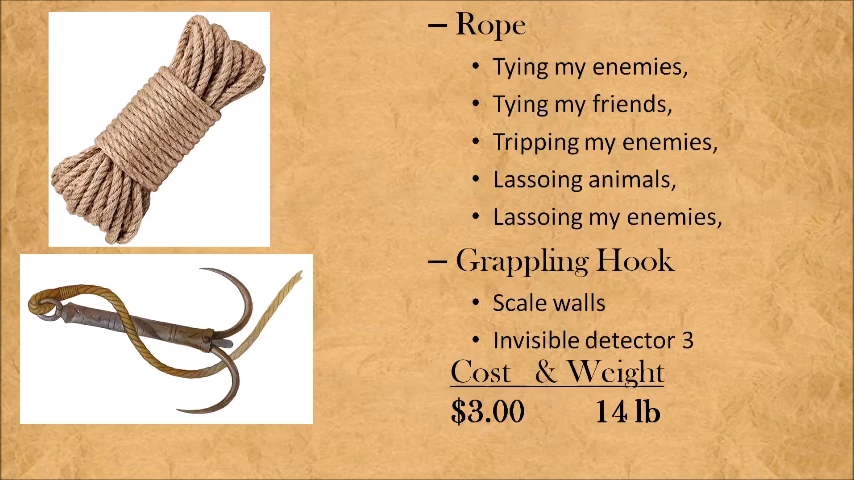 – Rope
• Tying my enemies,
• Tying my friends,
• Tripping my enemies,
• Lassoing animals,
• Lassoing my enemies,
– Grappling Hook
• Scale walls
• Invisible detector 3
Cost & Weight
$3.00 14 lb